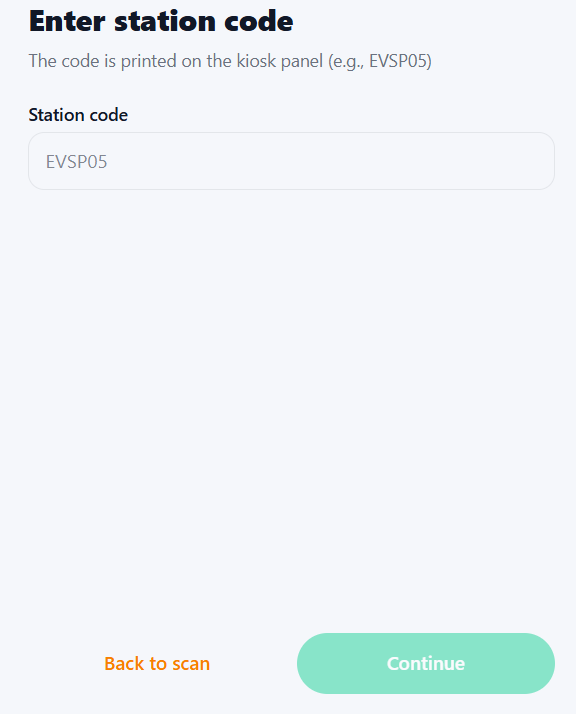 Enter station code
The code is printed on the kiosk panel (e.g., EVSP05)
Station code
EVSP05
Back to scan
Continue